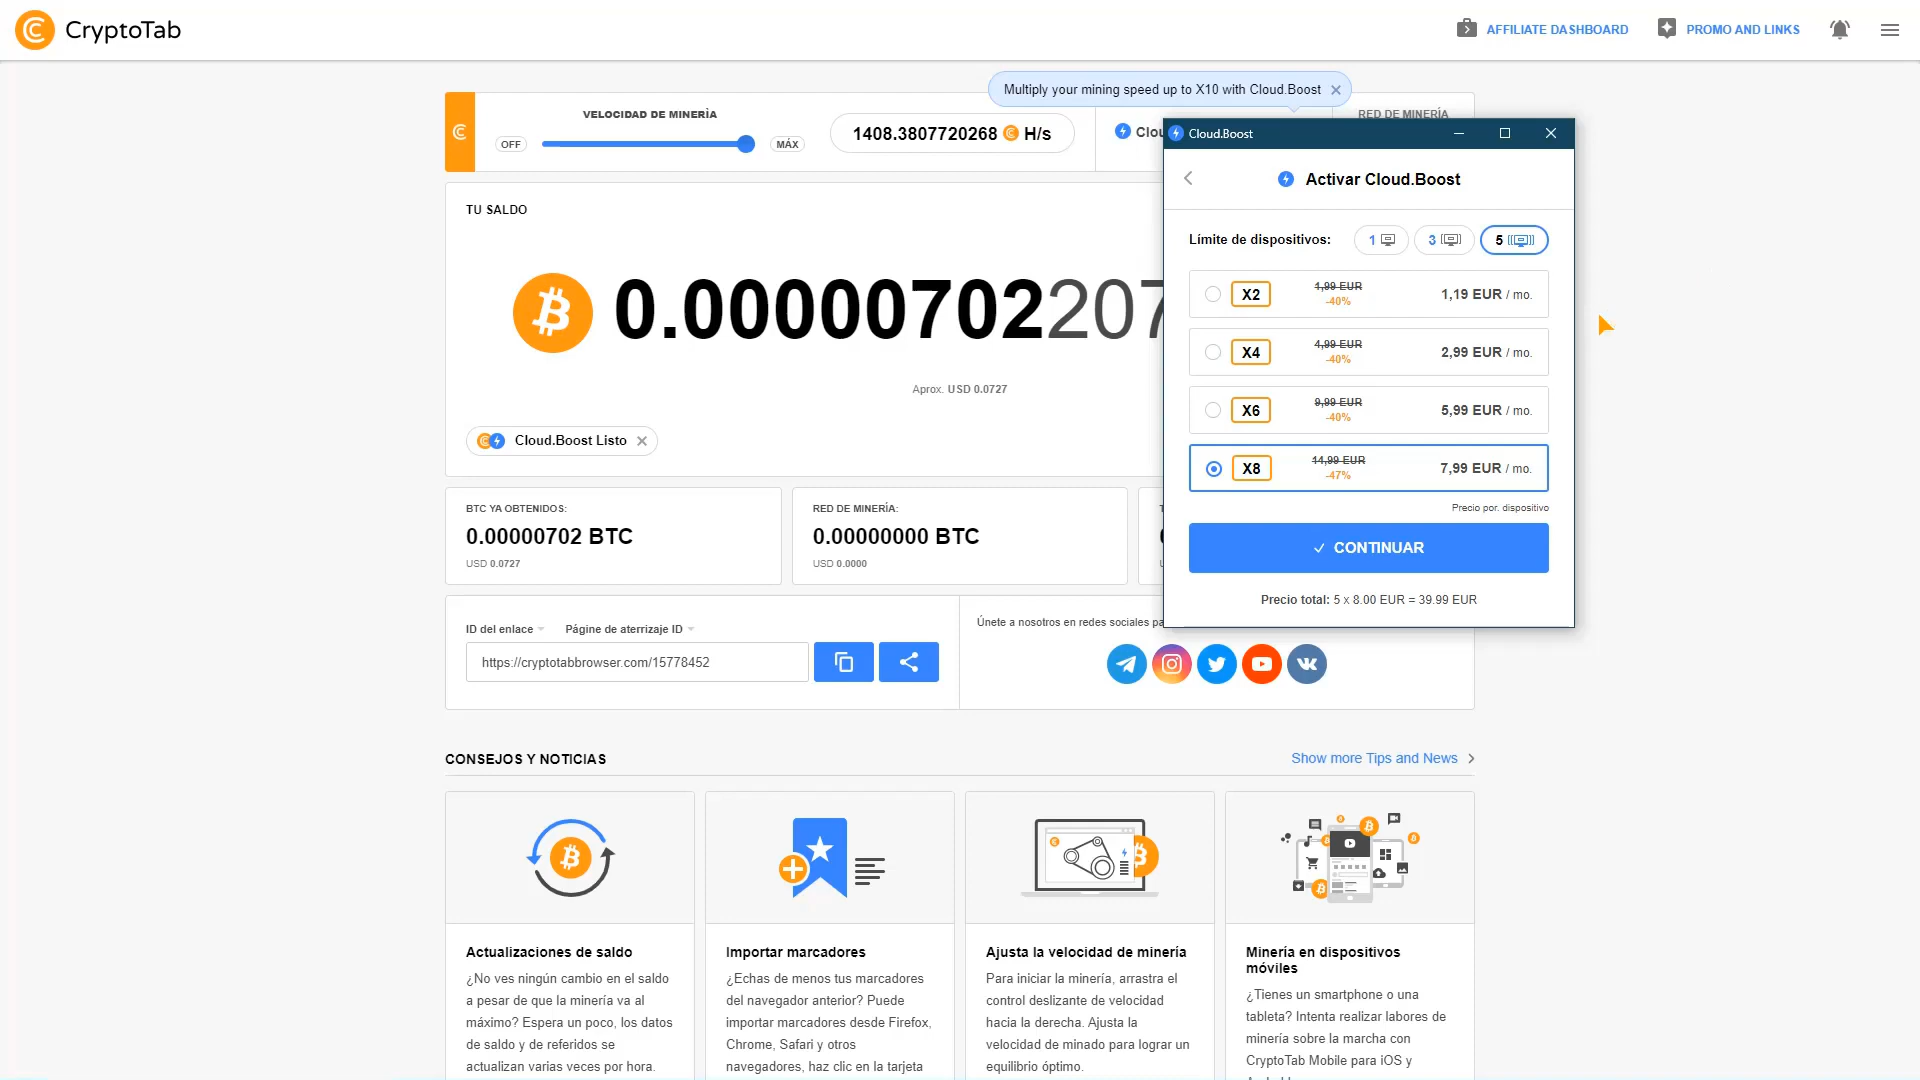 CryptoTab
AFFILIATE DASHBOARD
PROMO AND LINKS
Multiply your mining speed up to X10 with Cloud.Boost
VELOCIDAD DE MINERÌA
OFF
MÁX
1408.3807720268 H/s
Clou
RED DE MINERÍA
Cloud.Boost
Activar Cloud.Boost
Límite de dispositivos:
1
3
5
X2
1,99 EUR
-40%
1,19 EUR / mo.
X4
4,99 EUR
-40%
2,99 EUR / mo.
X6
9,99 EUR
-40%
5,99 EUR / mo.
X8
14,99 EUR
-47%
7,99 EUR / mo.
Precio por. dispositivo
CONTINUAR
Precio total: 5 x 8.00 EUR = 39.99 EUR
TU SALDO
0.00000702207
Aprox. USD 0.0727
Cloud.Boost Listo
BTC YA OBTENIDOS:
0.00000702 BTC
USD 0.0727
RED DE MINERÍA:
0.00000000 BTC
USD 0.0000
ID del enlace
Págine de aterrizaje ID
https://cryptotabbrowser.com/15778452
Únete a nosotros en redes sociales pa
CONSEJOS Y NOTICIAS
Show more Tips and News
Actualizaciones de saldo
¿No ves ningún cambio en el saldo
a pesar de que la minería va al
máximo? Espera un poco, los datos
de saldo y de referidos se
actualizan varias veces por hora.
Importar marcadores
¿Echas de menos tus marcadores
del navegador anterior? Puede
importar marcadores desde Firefox,
Chrome, Safari y otros
navegadores, haz clic en la tarjeta
Ajusta la velocidad de minería
Para iniciar la minería, arrastra el
control deslizante de velocidad
hacia la derecha. Ajusta la
velocidad de minado para lograr un
equilibrio óptimo.
Minería en dispositivos
móviles
¿Tienes un smartphone o una
tableta? Intenta realizar labores de
minería sobre la marcha con
CryptoTab Mobile para iOS y